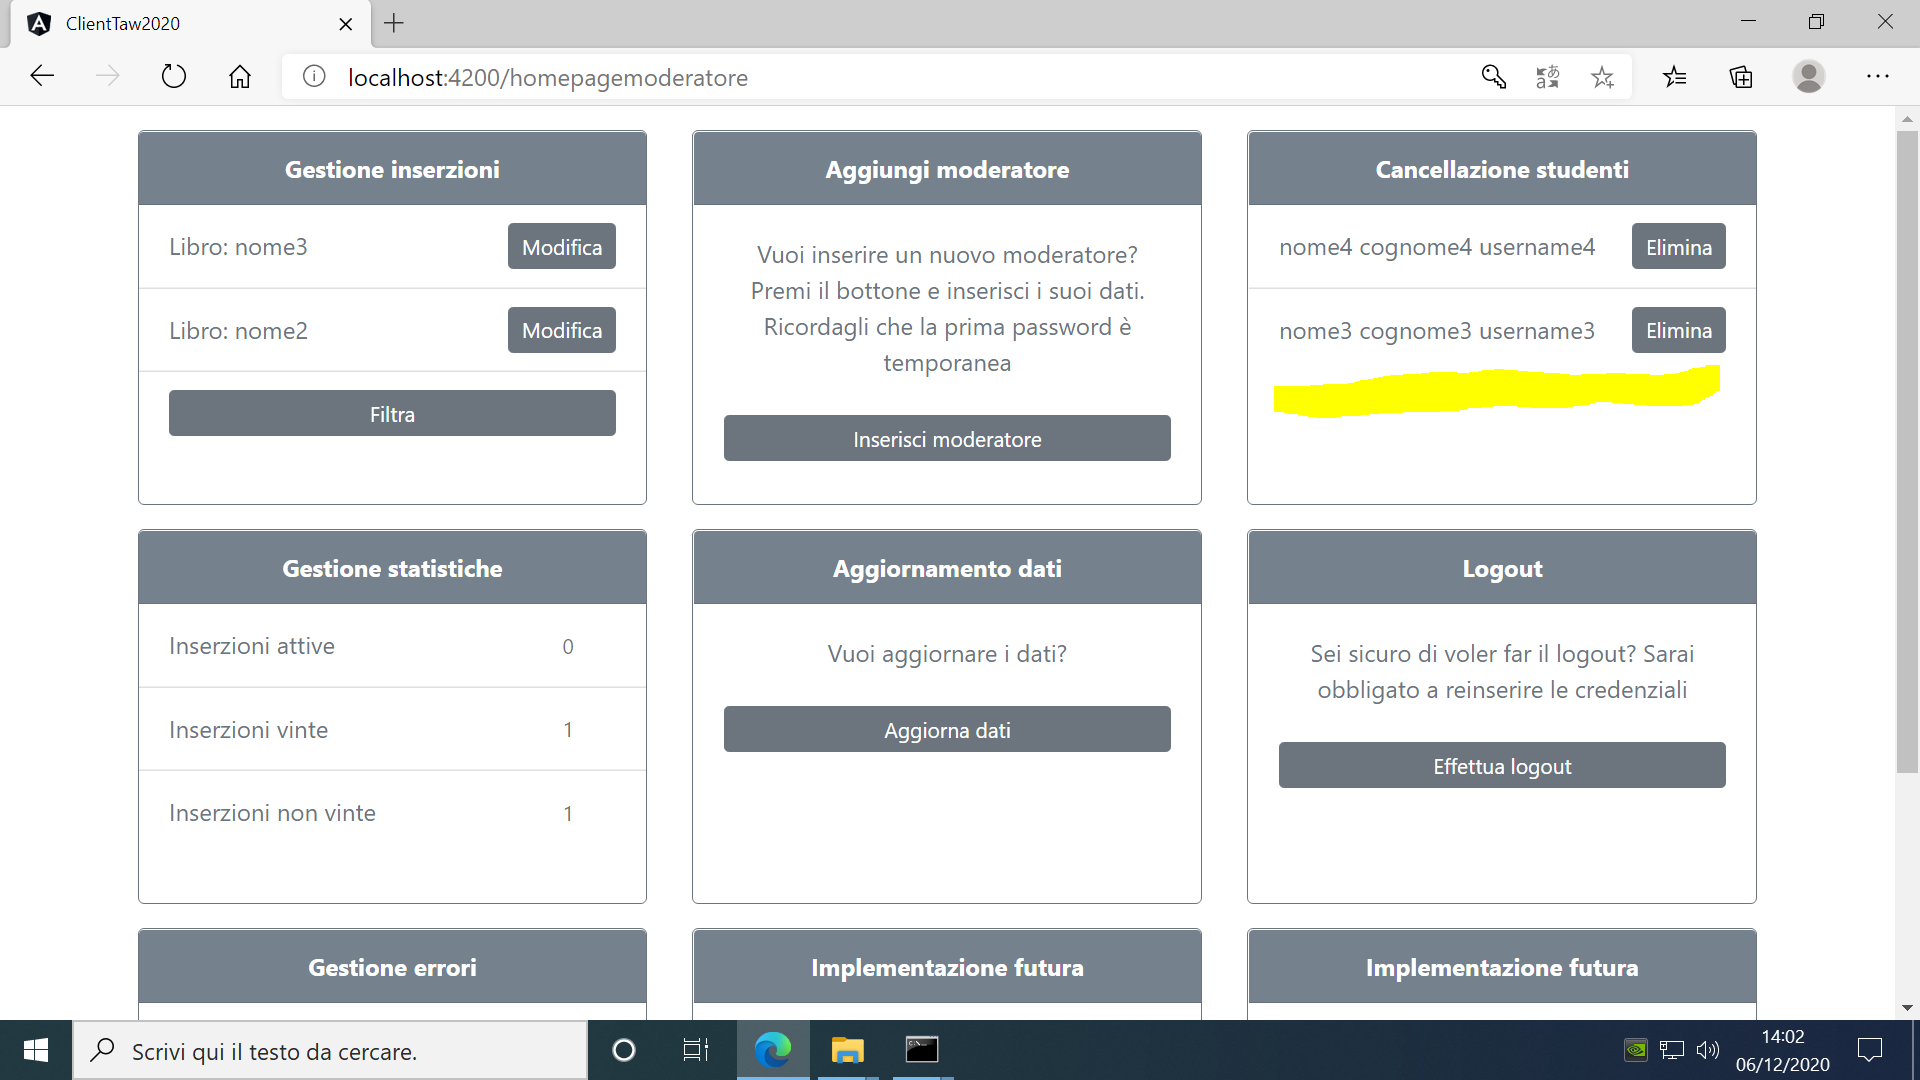 ClientTaw2020
localhost:4200/homepagemoderatore
Gestione inserzioni
Libro: nome3 Modifica
Libro: nome2 Modifica
Filtra
Aggiungi moderatore
Vuoi inserire un nuovo moderatore?
Premi il bottone e inserisci i suoi dati.
Ricordagli che la prima password è
temporanea
Inserisci moderatore
Cancellazione studenti
nome4 cognome4 username4 Elimina
nome3 cognome3 username3 Elimina
Gestione statistiche
Inserzioni attive 0
Inserzioni vinte 1
Inserzioni non vinte 1
Aggiornamento dati
Vuoi aggiornare i dati?
Aggiorna dati
Logout
Sei sicuro di voler far il logout? Sarai
obbligato a reinserire le credenziali
Effettua logout
Gestione errori
Implementazione futura
Implementazione futura
Scrivi qui il testo da cercare.
14:02
06/12/2020